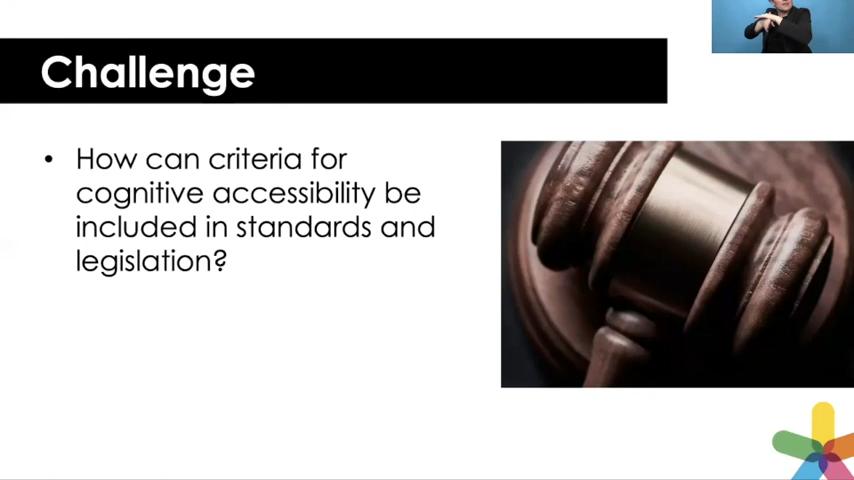 Challenge
• How can criteria for
cognitive accessibility be
included in standards and
legislation?